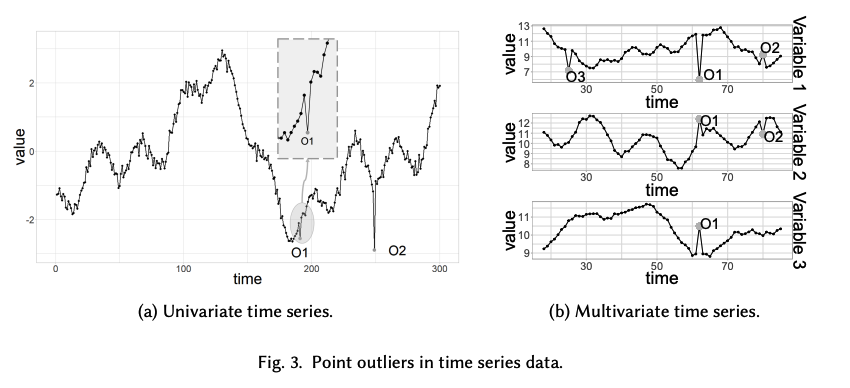 value
2
0
-2
O1
O1
O2
0
100
200
300
time
(a) Univariate time series.
value
13
11
9
7
O3
O1
O2
30
50
70
time
Variable 1
value
12
11
10
9
8
O1
O2
30
50
70
time
Variable 2
value
11
10
9
O1
30
50
70
time
Variable 3
(b) Multivariate time series.
Fig. 3. Point outliers in time series data.